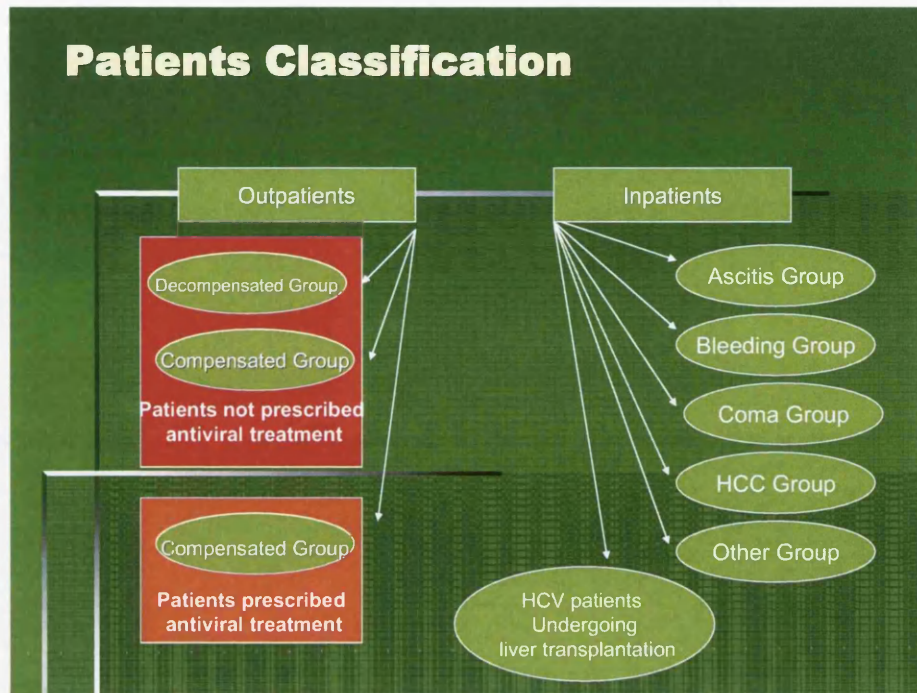 Patients Classification
Outpatients
Decompensated Group
Compensated Group
Patients not prescribed
antiviral treatment
Compensated Group
Patients prescribed
antiviral treatment
Inpatients
Ascitis Group
Bleeding Group
Coma Group
HCC Group
Other Group
HCV patients
Undergoing
liver transplantation